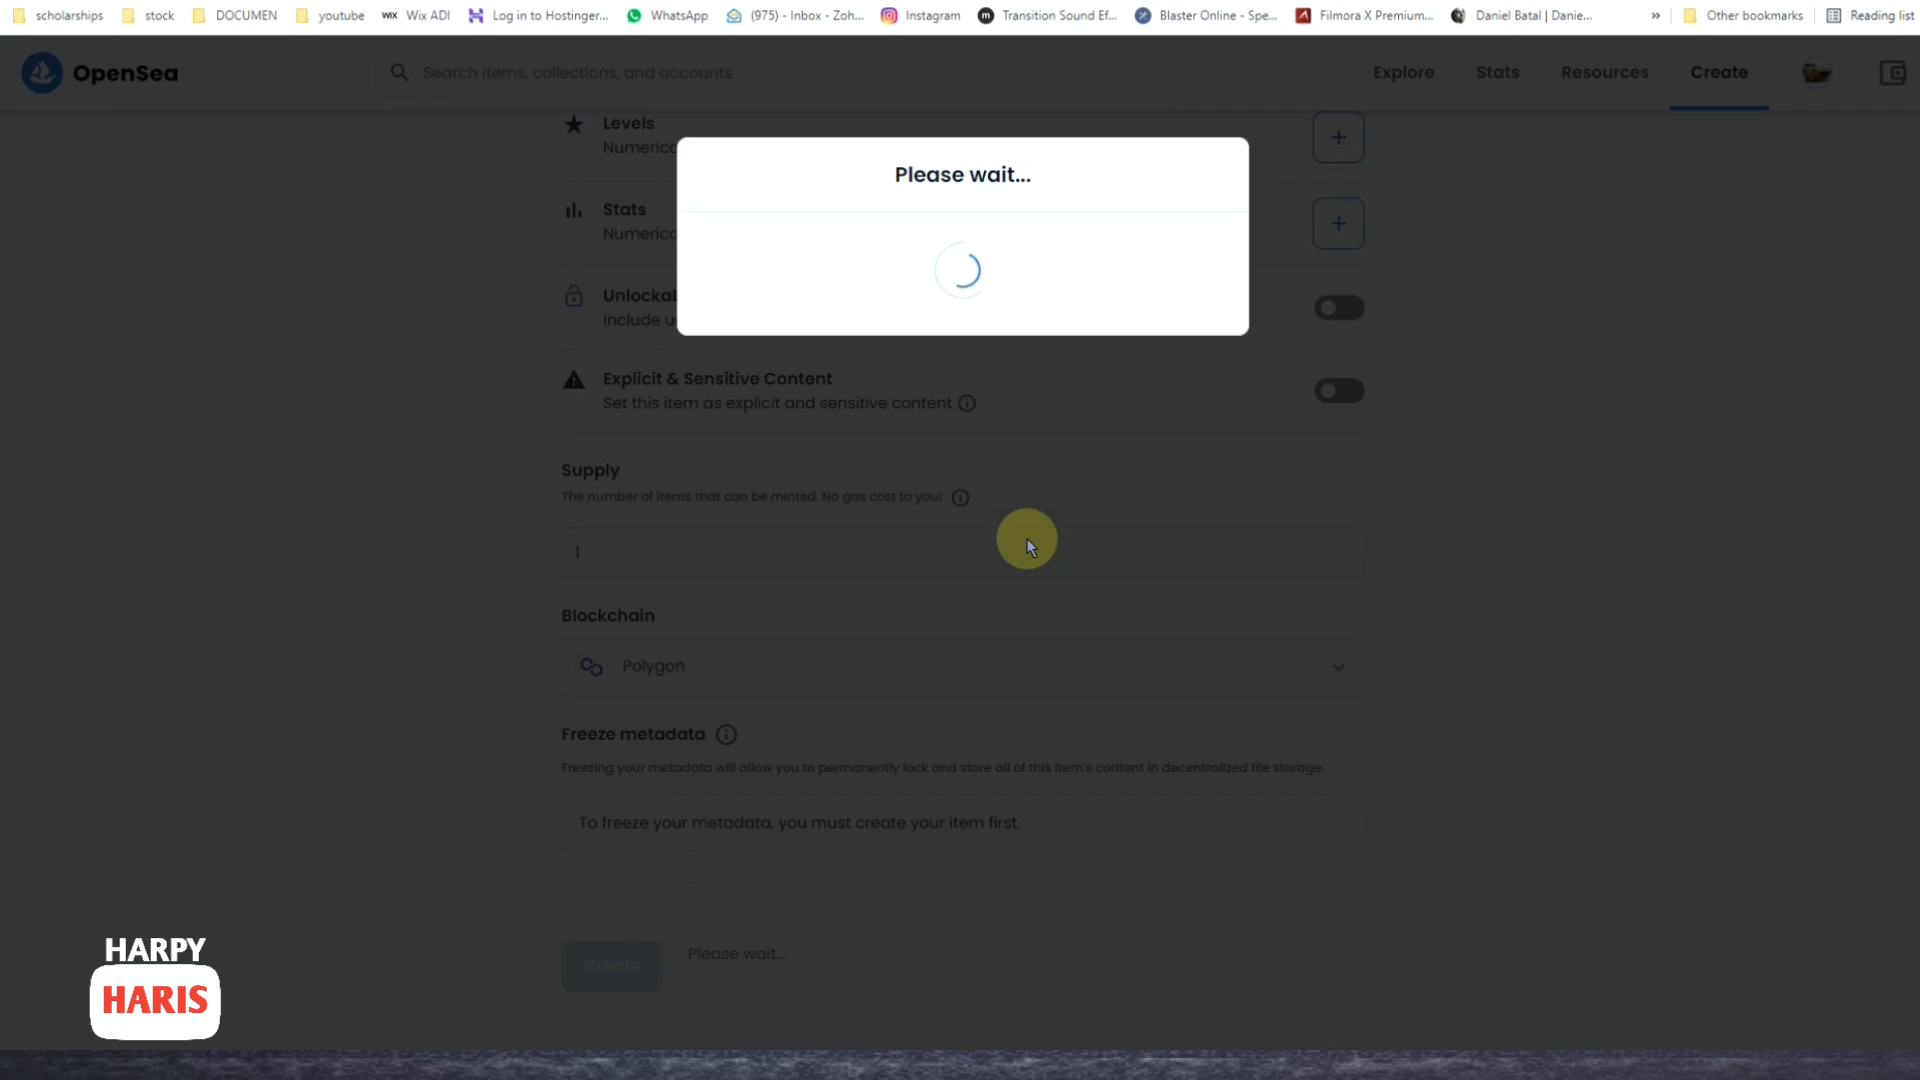 scholarships stock DOCUMEN youtube WIX Wix ADI Log in to Hostinger... WhatsApp (975) - Inbox - Zoh... Instagram m Transition Sound Ef... Blaster Online - Spe... Filmora X Premium... Daniel Batal | Danie... » Other bookmarks Reading list
OpenSea Search items, collections, and accounts Explore Stats Resources Create
Levels
Numeric
Please wait...
Stats
Numeric
Unlocka
Include u
Explicit & Sensitive Content
Set this item as explicit and sensitive content
Supply
The number of items that can be minted. No gas cost to you!
1
Blockchain
Polygon
Freeze metadata
Freezing your metadata will allow you to permanently lock and store all of this item's content in decentralized file storage.
To freeze your metadata, you must create your item first.
Create Please wait...
HARPY
HARIS